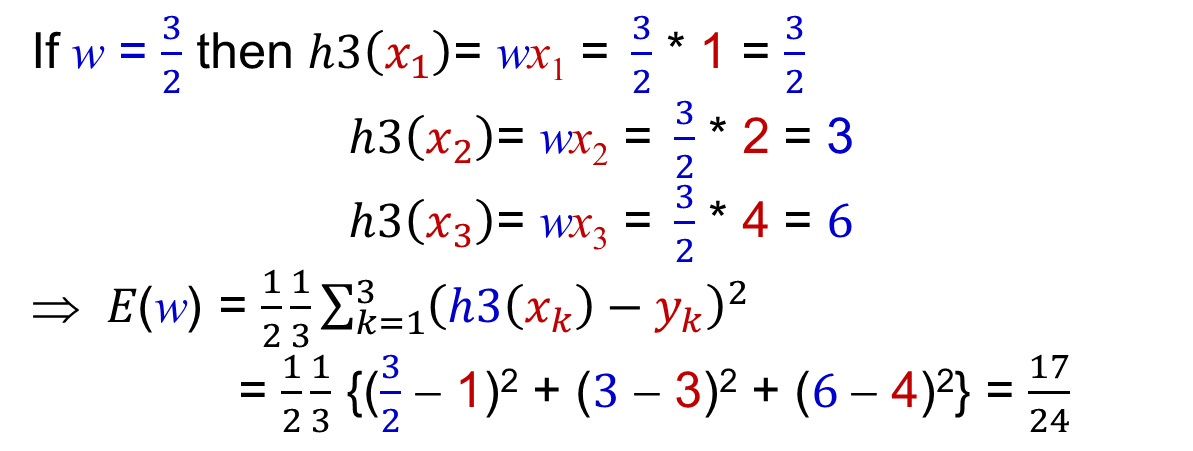 If w = 3/2 then h3(x₁)= wx₁ = 3/2 * 1 = 3/2
h3(x₂)= wx₂ = 3/2 * 2 = 3
h3(x₃)= wx₃ = 3/2 * 4 = 6
⇒ E(w) = 1/2 1/3 ∑³ₖ₌₁(h3(xₖ) – yₖ)²
= 1/2 1/3 {(3/2 – 1)² + (3 – 3)² + (6 – 4)²} = 17/24